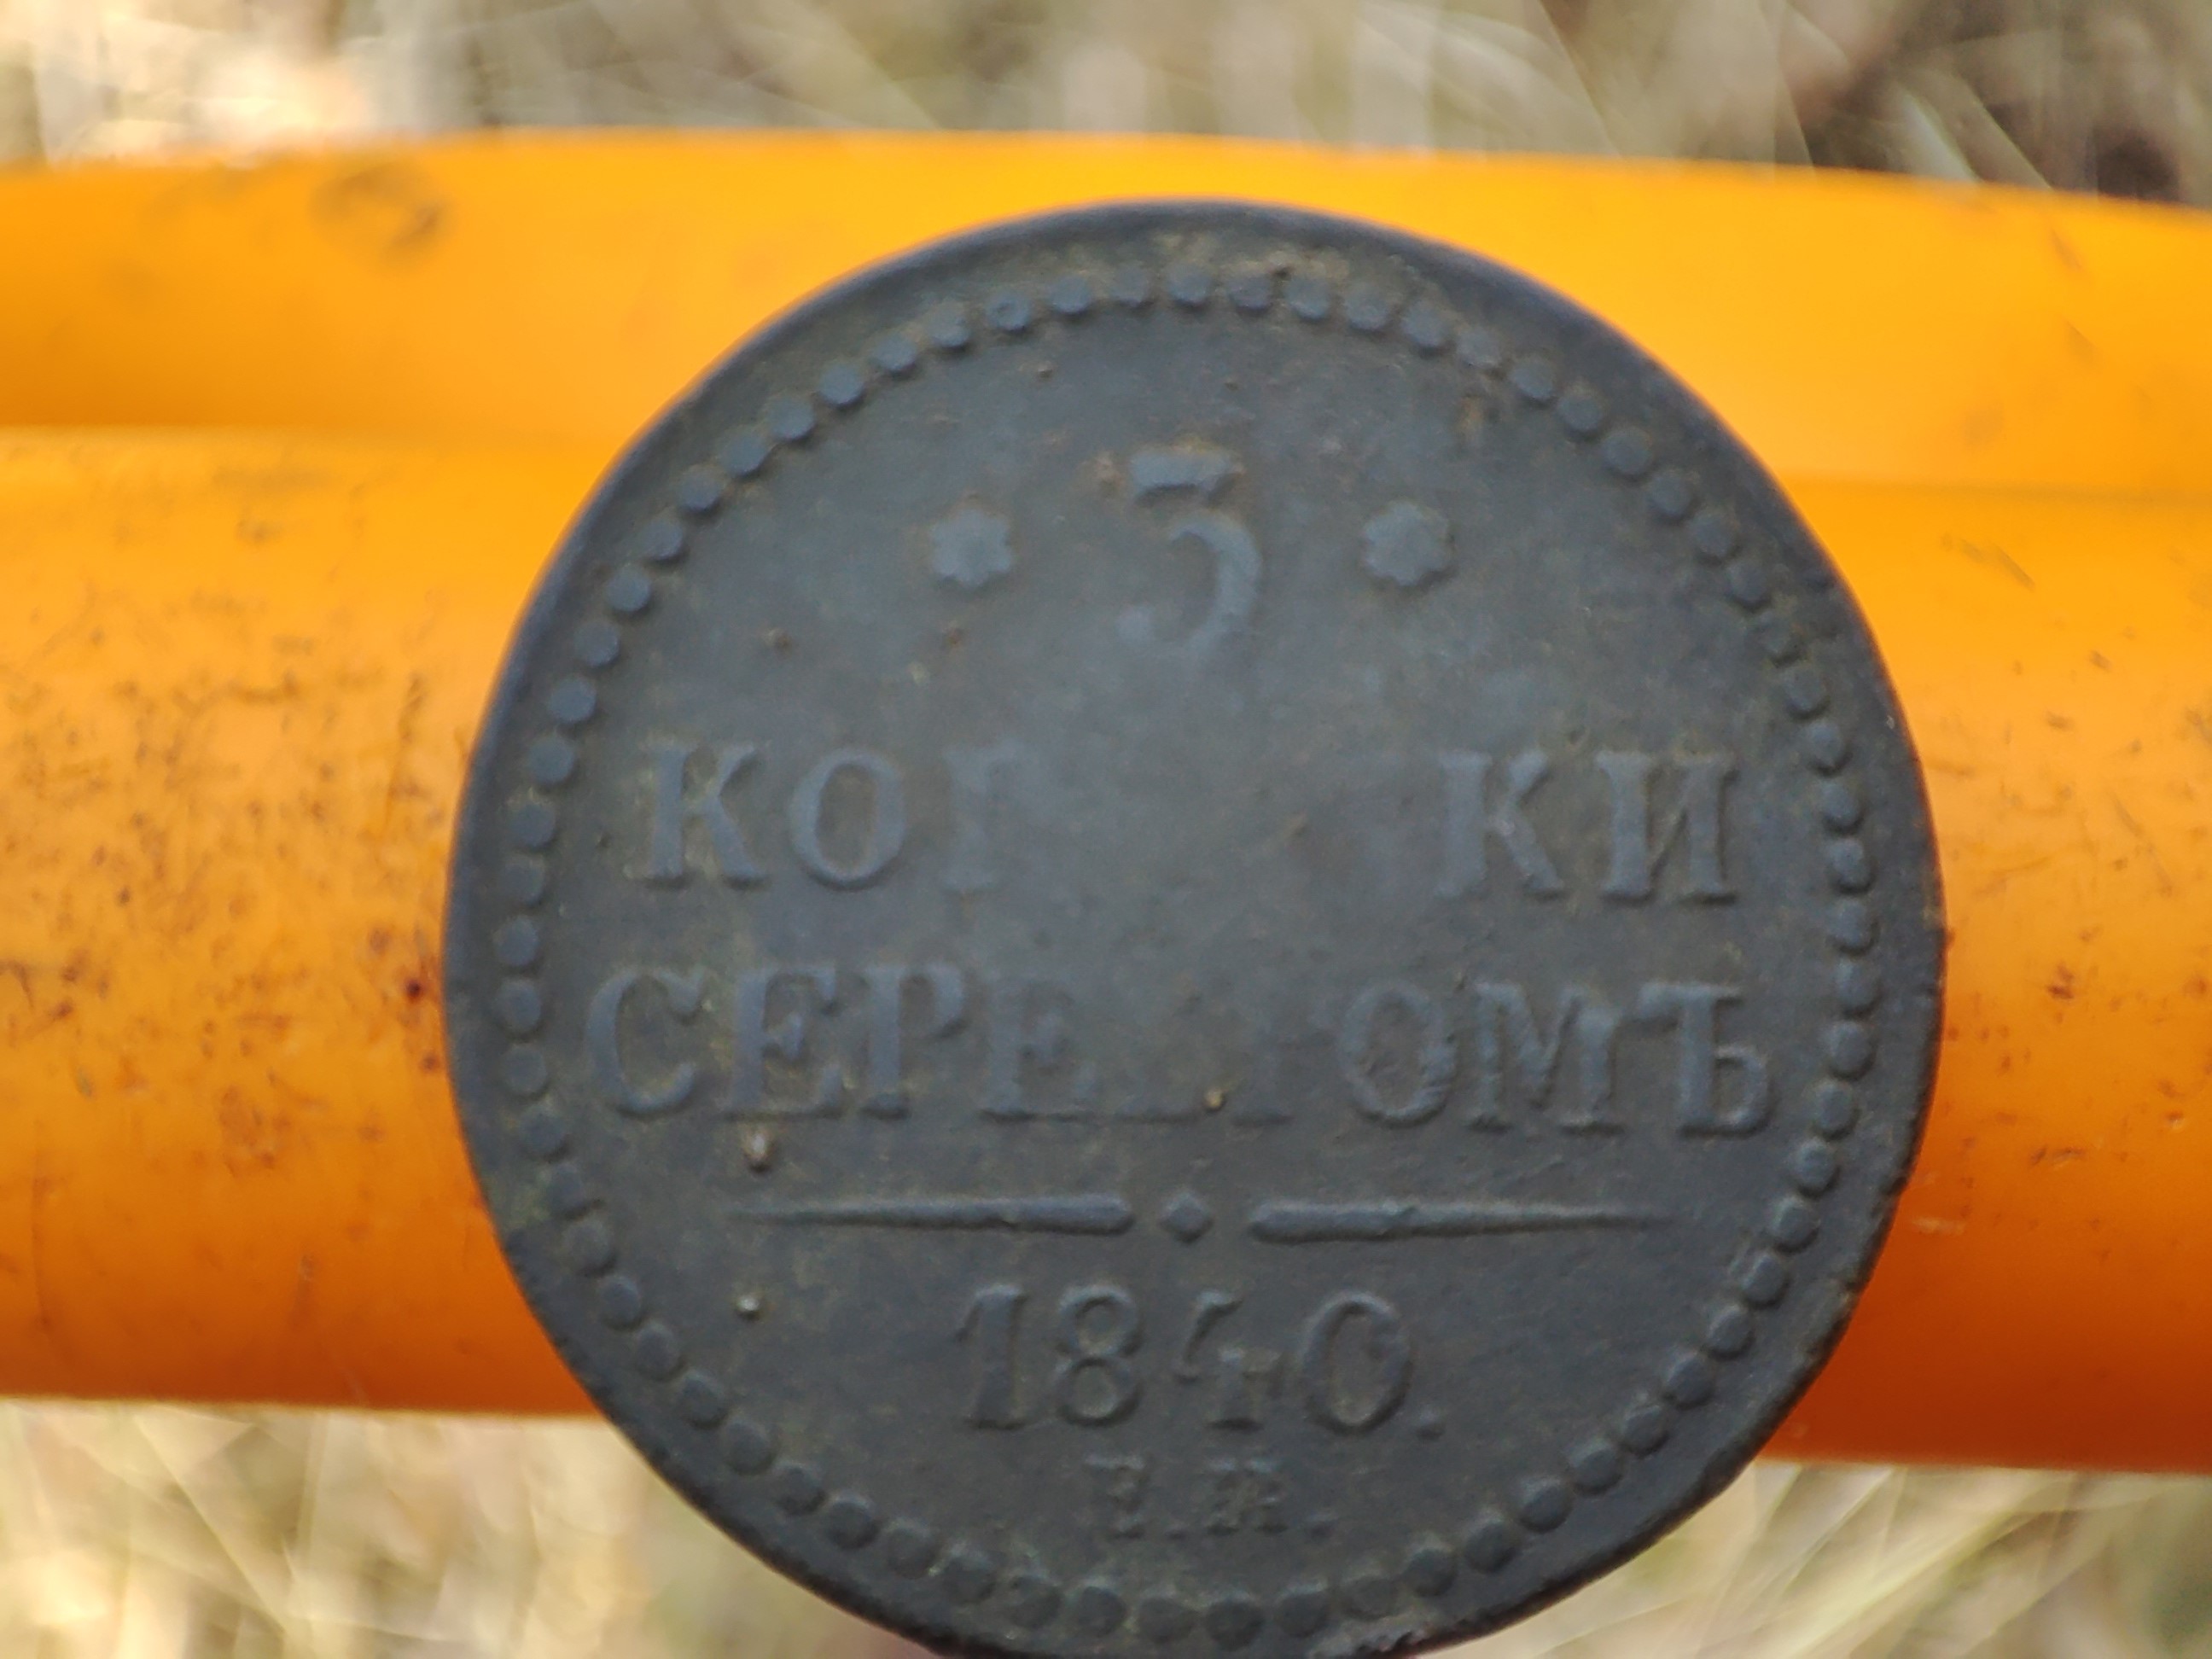 * 3 *
КОП КИ
СЕРЕ ОМЪ
1840.
Е.М.